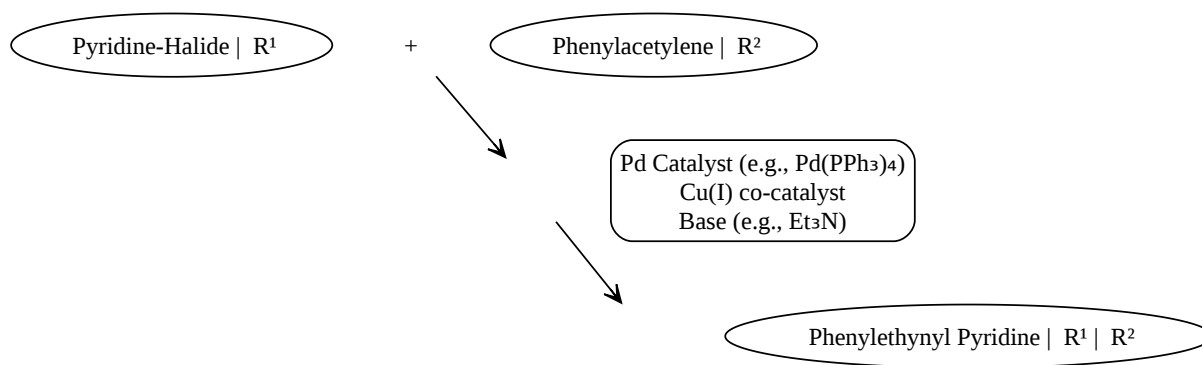 Pyridine-Halide | R¹ + Phenylacetylene | R²
Pd Catalyst (e.g., Pd(PPh₃)₄)
Cu(I) co-catalyst
Base (e.g., Et₃N)
Phenylethynyl Pyridine | R¹ | R²